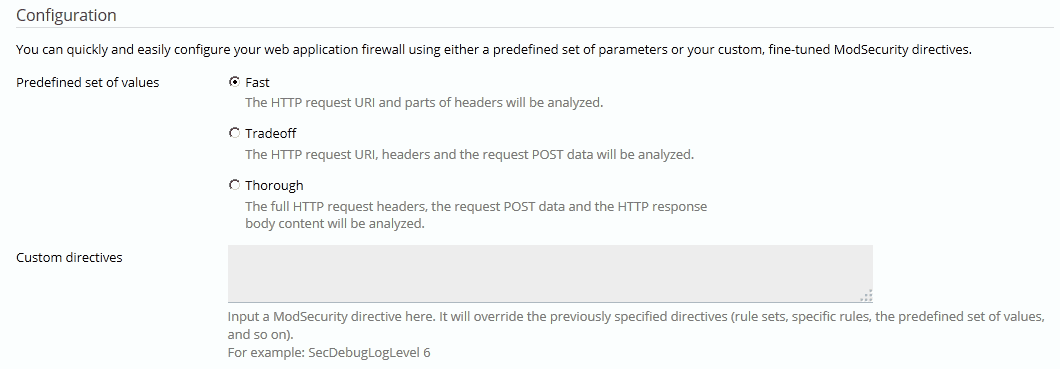 Configuration
You can quickly and easily configure your web application firewall using either a predefined set of parameters or your custom, fine-tuned ModSecurity directives.
Predefined set of values
Fast
The HTTP request URI and parts of headers will be analyzed.
Tradeoff
The HTTP request URI, headers and the request POST data will be analyzed.
Thorough
The full HTTP request headers, the request POST data and the HTTP response
body content will be analyzed.
Custom directives
Input a ModSecurity directive here. It will override the previously specified directives (rule sets, specific rules, the predefined set of values,
and so on).
For example: SecDebugLogLevel 6